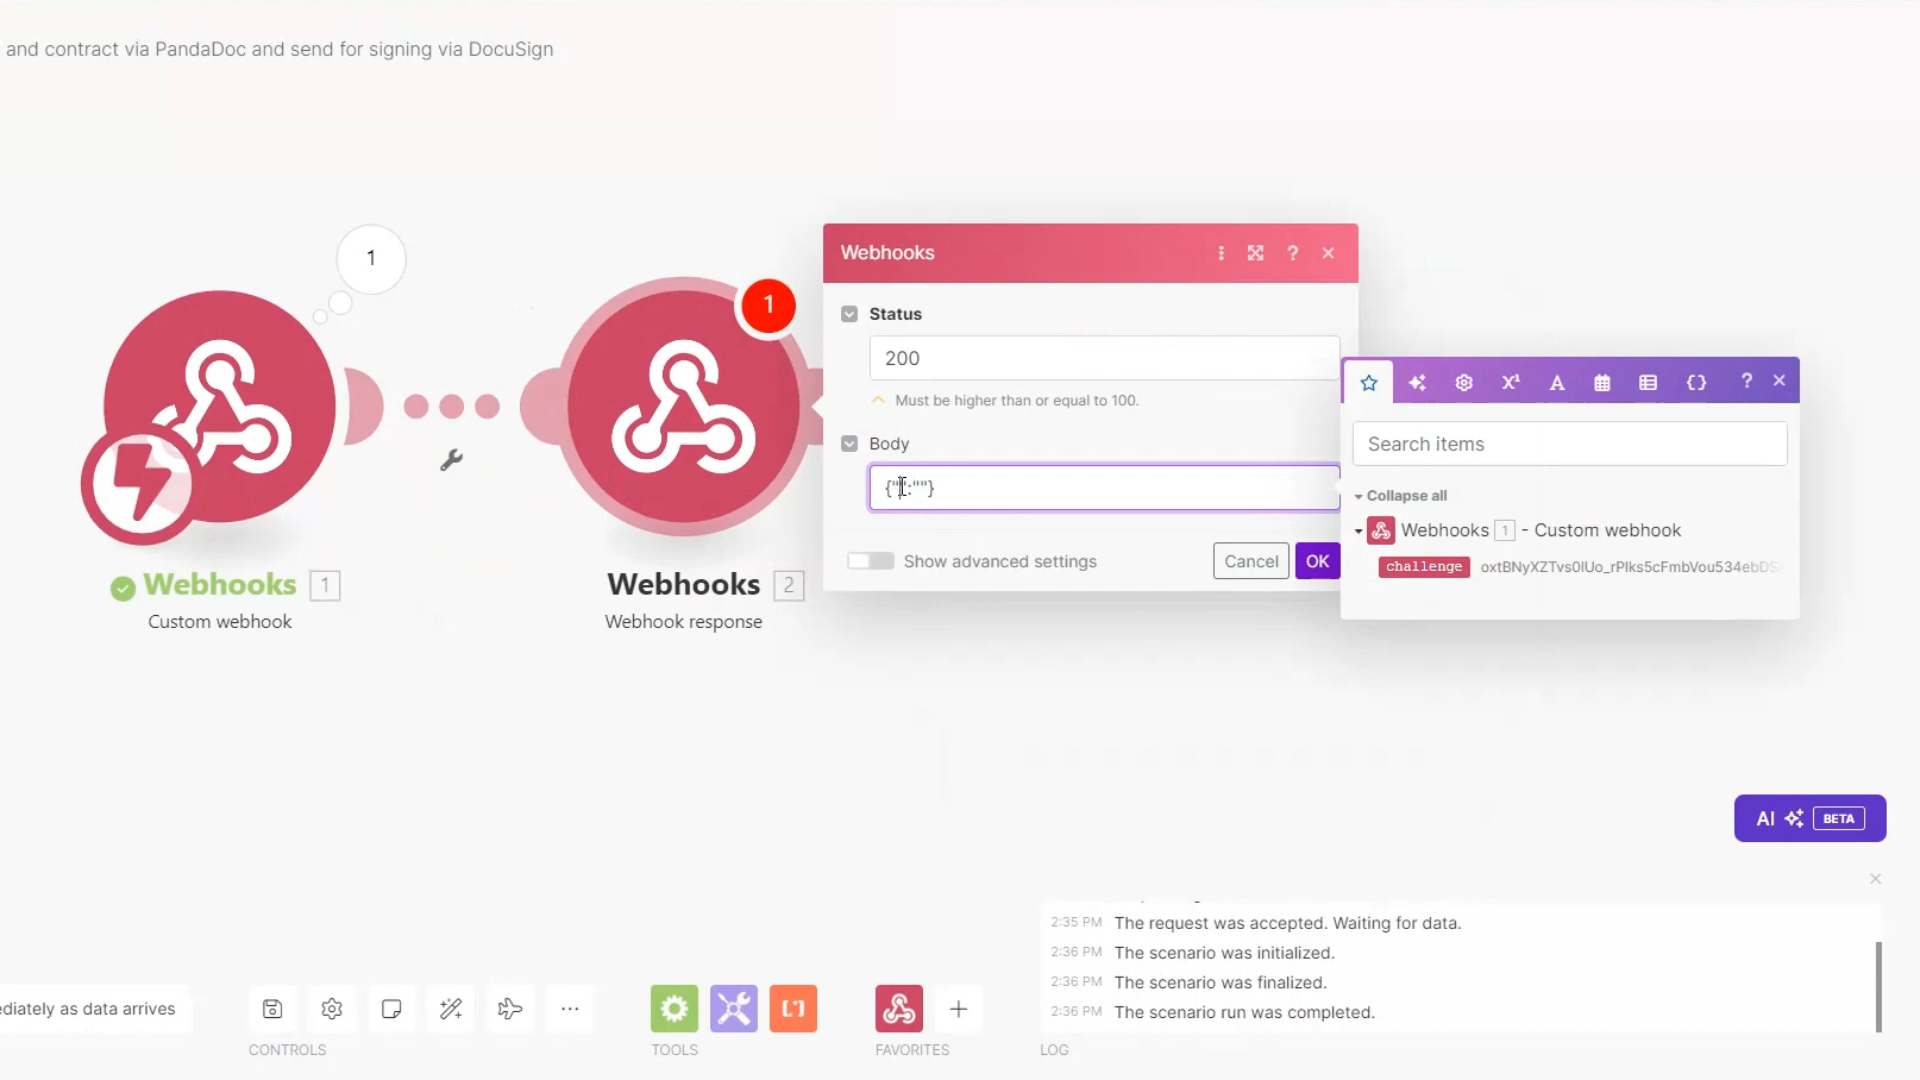 and contract via PandaDoc and send for signing via DocuSign
1
1
Webhooks
Status
200
Must be higher than or equal to 100.
Body
{"":""}
Show advanced settings
Cancel
OK
Search items
Collapse all
Webhooks 1 - Custom webhook
challenge
Webhooks 1
Custom webhook
Webhooks 2
Webhook response
AI BETA
2:35 PM The request was accepted. Waiting for data.
2:36 PM The scenario was initialized.
2:36 PM The scenario was finalized.
2:36 PM The scenario run was completed.
ediately as data arrives
CONTROLS
TOOLS
FAVORITES
LOG